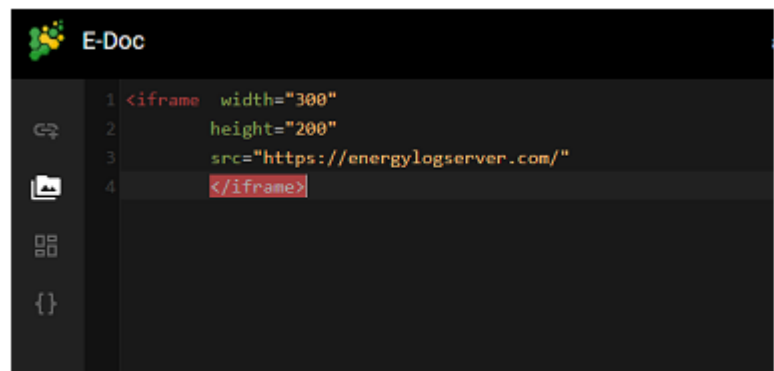 E-Doc
1 <iframe  width="300"
2         height="200"
3         src="https://energylogserver.com/"
4         </iframe>
{}